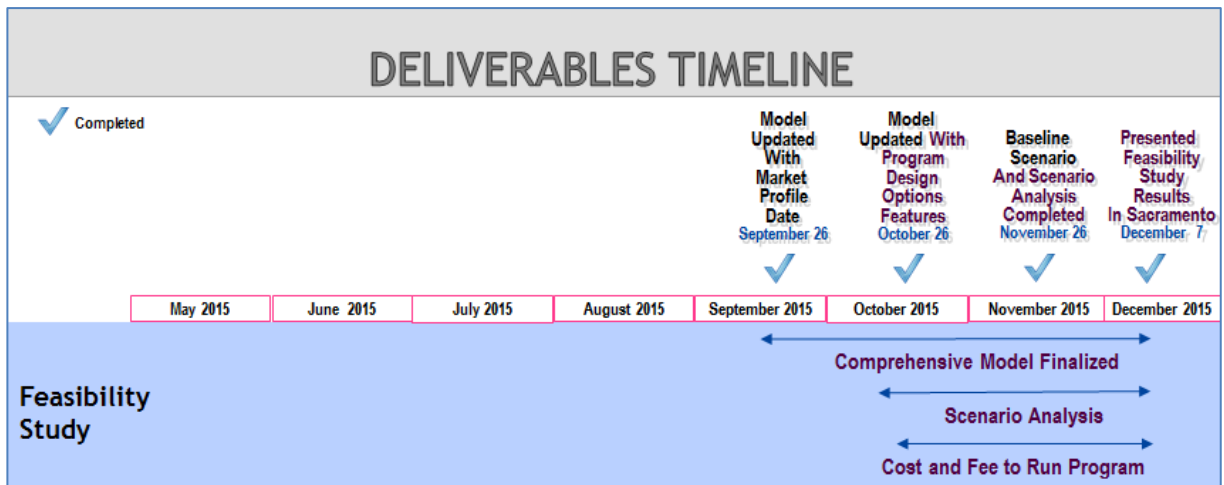 DELIVERABLES TIMELINE
Completed
Model
Updated
With
Market
Profile
Date
September 26
Model
Updated With
Program
Design
Options
Features
October 26
Baseline
Scenario
And Scenario
Analysis
Completed
November 26
Presented
Feasibility
Study
Results
In Sacramento
December 7
May 2015
June 2015
July 2015
August 2015
September 2015
October 2015
November 2015
December 2015
Feasibility
Study
Comprehensive Model Finalized
Scenario Analysis
Cost and Fee to Run Program